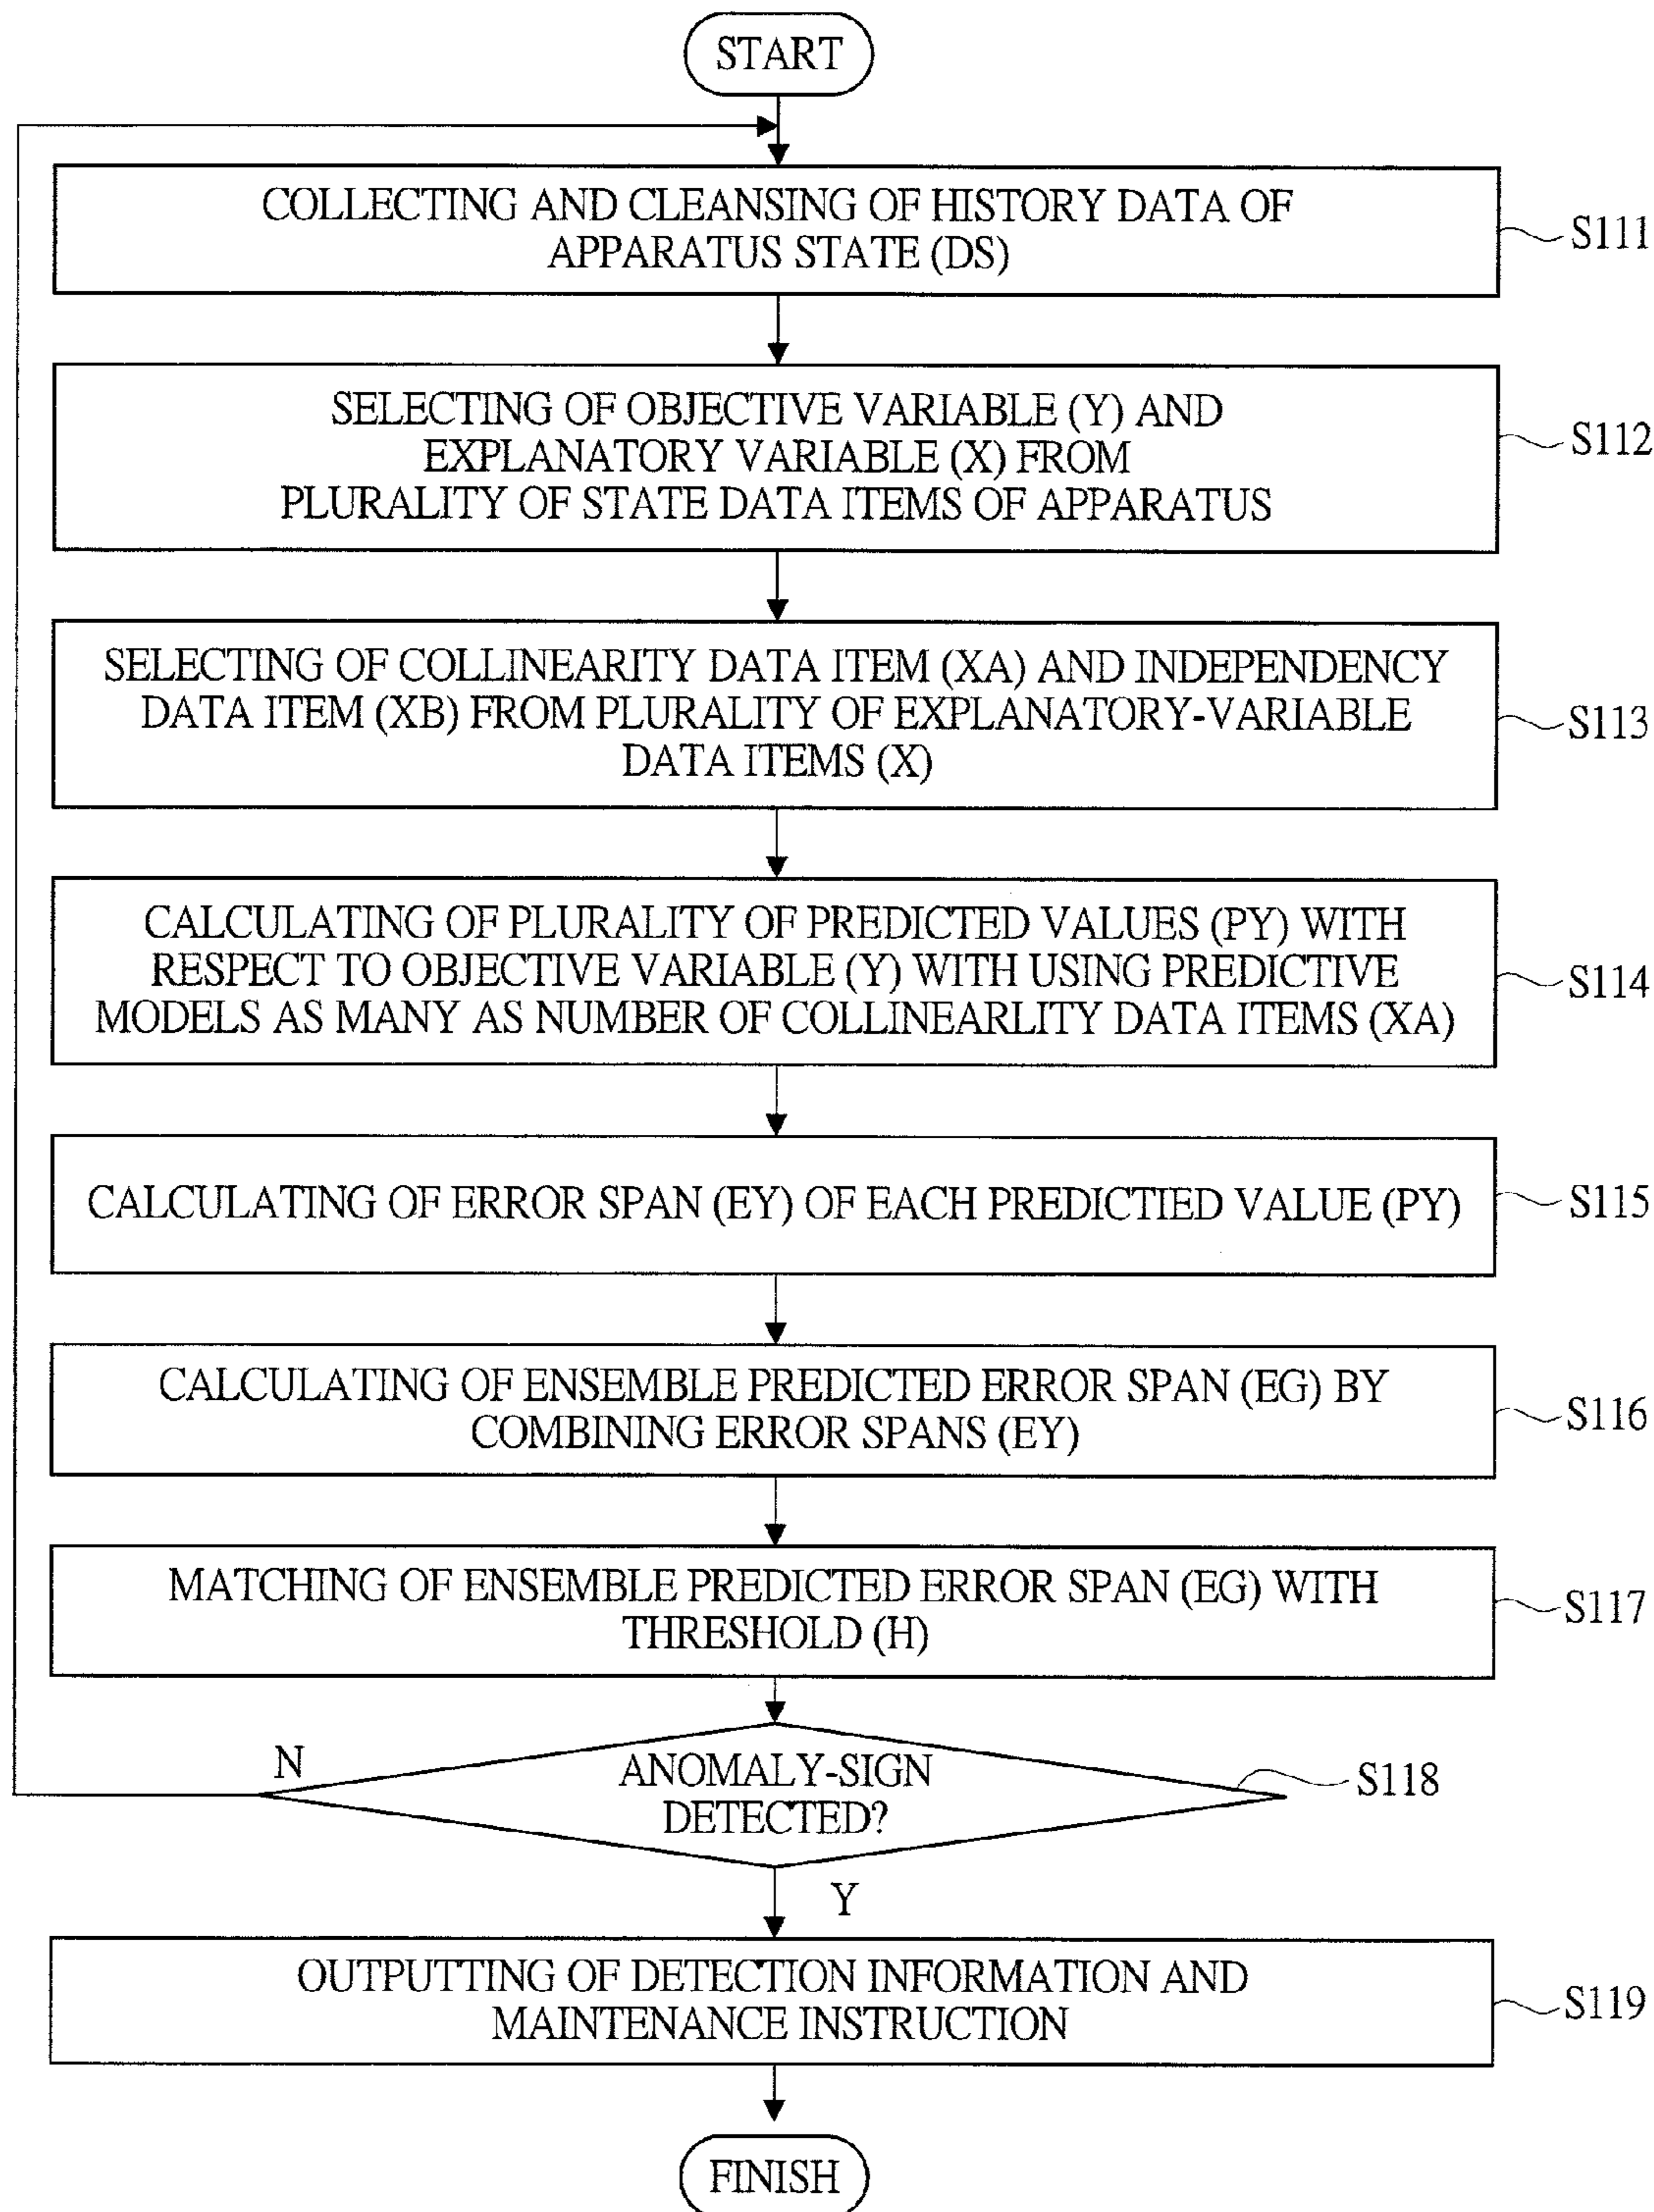 START
COLLECTING AND CLEANSING OF HISTORY DATA OF
APPARATUS STATE (DS)
S111
SELECTING OF OBJECTIVE VARIABLE (Y) AND
EXPLANATORY VARIABLE (X) FROM
PLURALITY OF STATE DATA ITEMS OF APPARATUS
S112
SELECTING OF COLLINEARITY DATA ITEM (XA) AND INDEPENDENCY
DATA ITEM (XB) FROM PLURALITY OF EXPLANATORY-VARIABLE
DATA ITEMS (X)
S113
CALCULATING OF PLURALITY OF PREDICTED VALUES (PY) WITH
RESPECT TO OBJECTIVE VARIABLE (Y) WITH USING PREDICTIVE
MODELS AS MANY AS NUMBER OF COLLINEARLITY DATA ITEMS (XA)
S114
CALCULATING OF ERROR SPAN (EY) OF EACH PREDICTIED VALUE (PY)
S115
CALCULATING OF ENSEMBLE PREDICTED ERROR SPAN (EG) BY
COMBINING ERROR SPANS (EY)
S116
MATCHING OF ENSEMBLE PREDICTED ERROR SPAN (EG) WITH
THRESHOLD (H)
S117
N
ANOMALY-SIGN
DETECTED?
S118
Y
OUTPUTTING OF DETECTION INFORMATION AND
MAINTENANCE INSTRUCTION
S119
FINISH